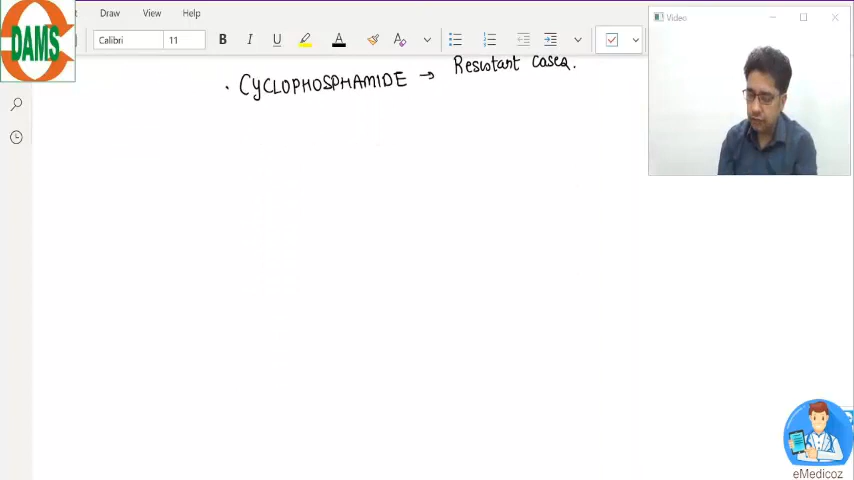 DAMS
Draw View Help
Video
Calibri 11 B I U A A
Resistant cases.
· CYCLOPHOSPHAMIDE →
eMedicoz